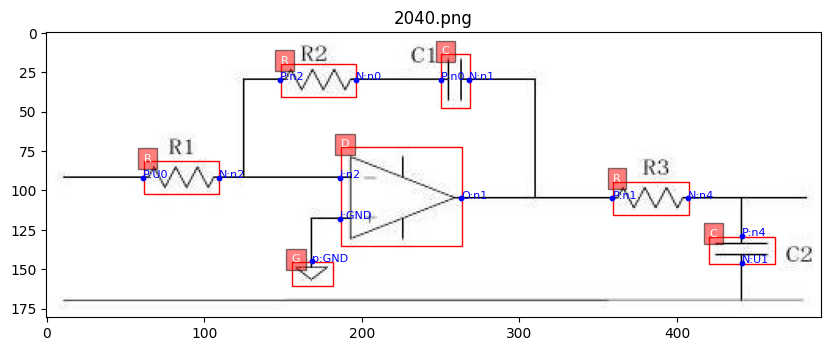 2040.png
0
25
50
75
100
125
150
175
0
100
200
300
400
R
R2
P:n2
N:n0
C1
C
P:n0
N:n1
R
R1
P:U0
N:n2
D
:n2
:GND
O:n1
G
n:GND
R
R3
P:n1
N:n4
C
P:n4
N:U1
C2